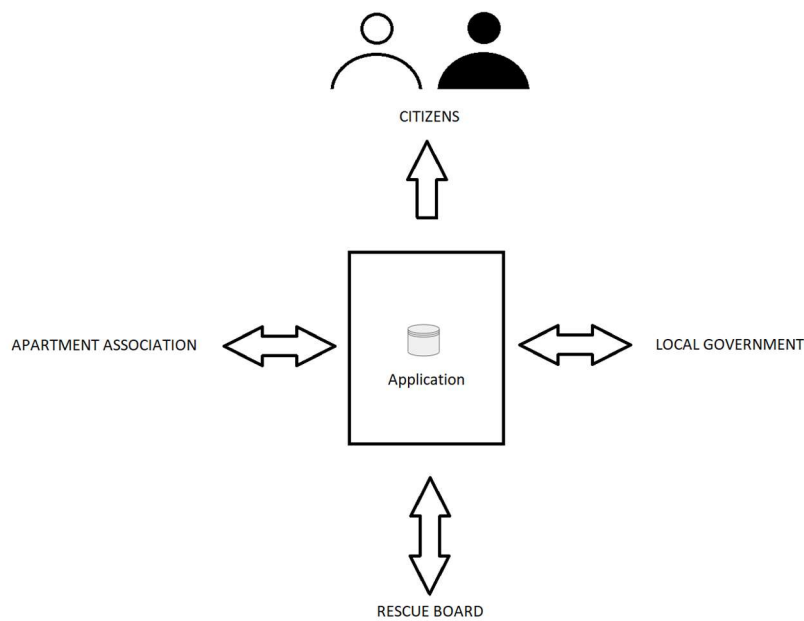 CITIZENS
APARTMENT ASSOCIATION
Application
LOCAL GOVERNMENT
RESCUE BOARD